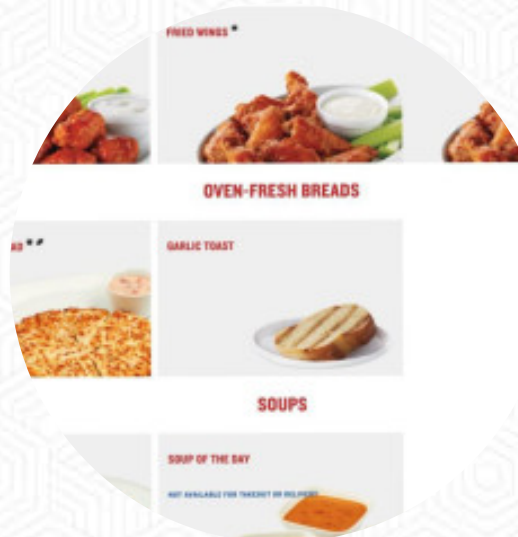 FRIED WINGS *
OVEN-FRESH BREADS
GARLIC TOAST
SOUPS
SOUP OF THE DAY
NOT AVAILABLE FOR TAKEOUT OR DELIVERY